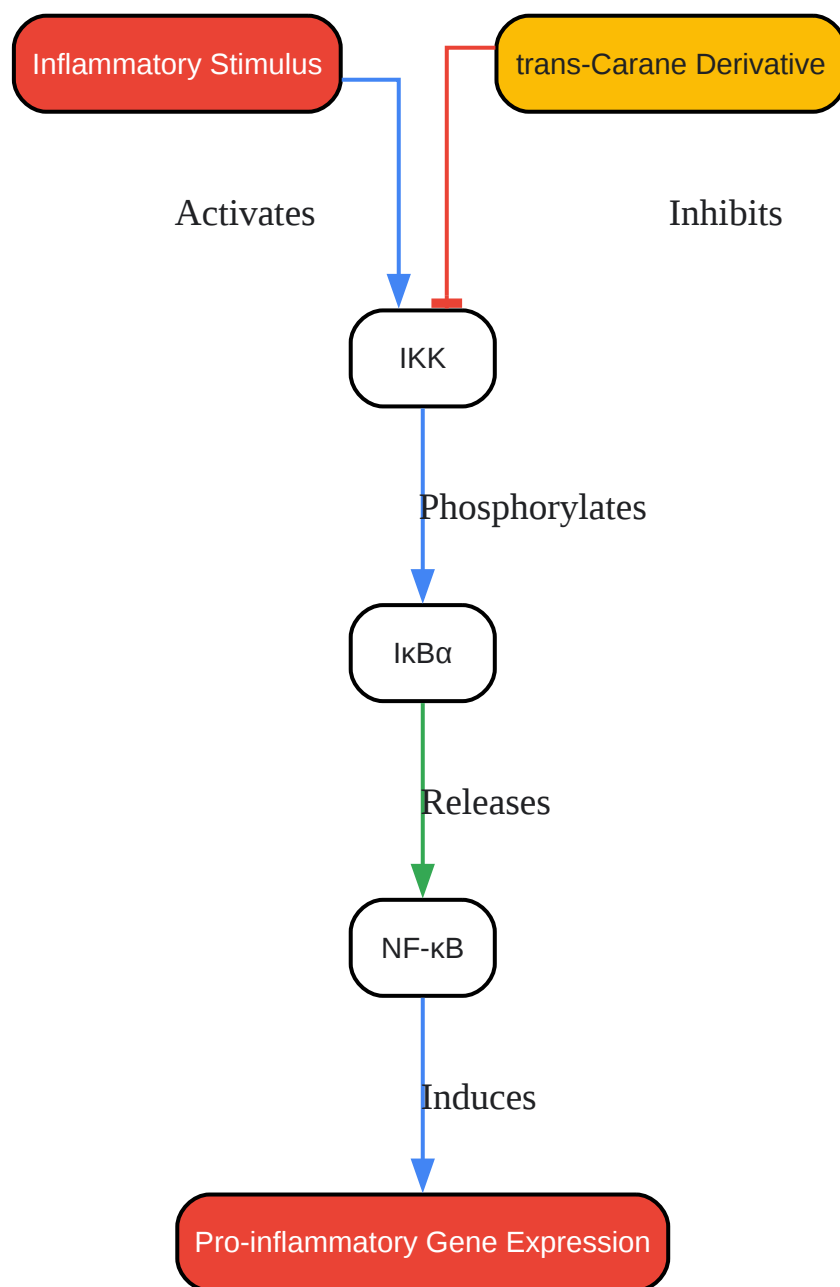 Inflammatory Stimulus
trans-Carane Derivative
Activates
Inhibits
IKK
Phosphorylates
IκBα
Releases
NF-κB
Induces
Pro-inflammatory Gene Expression